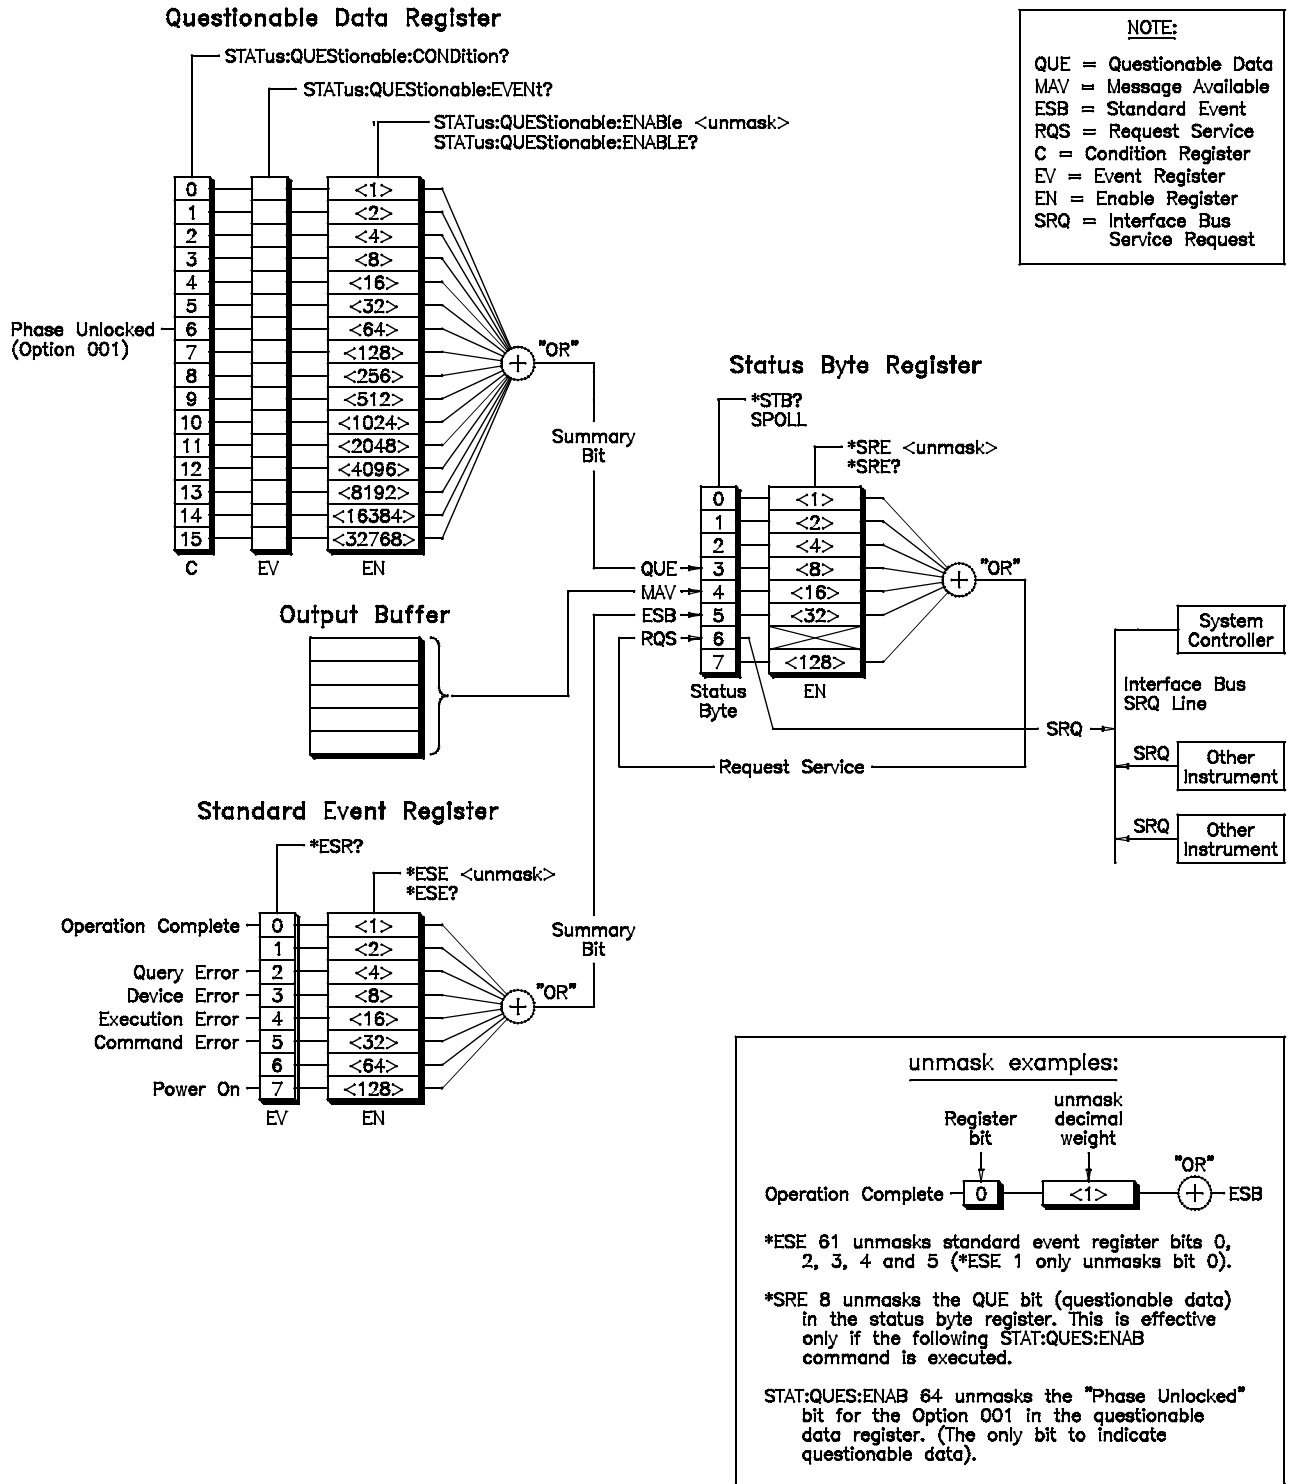 Questionable Data Register
STATus:QUEStionable:CONDition?
STATus:QUEStionable:EVENt?
STATus:QUEStionable:ENABle <unmask>
STATus:QUEStionable:ENABLE?
NOTE:
QUE = Questionable Data
MAV = Message Available
ESB = Standard Event
RQS = Request Service
C = Condition Register
EV = Event Register
EN = Enable Register
SRQ = Interface Bus
Service Request
0 <1>
1 <2>
2 <4>
3 <8>
4 <16>
5 <32>
Phase Unlocked 6 <64>
(Option 001) 7 <128>
8 <256>
9 <512>
10 <1024>
11 <2048>
12 <4096>
13 <8192>
14 <16384>
15 <32768>
C EV EN
"OR"
Summary
Bit
Status Byte Register
*STB?
SPOLL
*SRE <unmask>
*SRE?
0 <1>
1 <2>
2 <4>
QUE 3 <8>
MAV 4 <16>
ESB 5 <32>
RQS 6
7 <128>
Status
Byte
EN
"OR"
Output Buffer
Request Service
SRQ
System
Controller
Interface Bus
SRQ Line
SRQ
Other
Instrument
SRQ
Other
Instrument
Standard Event Register
*ESR?
*ESE <unmask>
*ESE?
Operation Complete 0 <1>
1 <2>
Query Error 2 <4>
Device Error 3 <8>
Execution Error 4 <16>
Command Error 5 <32>
6 <64>
Power On 7 <128>
EV EN
"OR"
Summary
Bit
unmask examples:
Register
bit
unmask
decimal
weight
"OR"
Operation Complete 0 <1> ESB
*ESE 61 unmasks standard event register bits 0,
2, 3, 4 and 5 (*ESE 1 only unmasks bit 0).
*SRE 8 unmasks the QUE bit (questionable data)
in the status byte register. This is effective
only if the following STAT:QUES:ENAB
command is executed.
STAT:QUES:ENAB 64 unmasks the "Phase Unlocked"
bit for the Option 001 in the questionable
data register. (The only bit to indicate
questionable data).